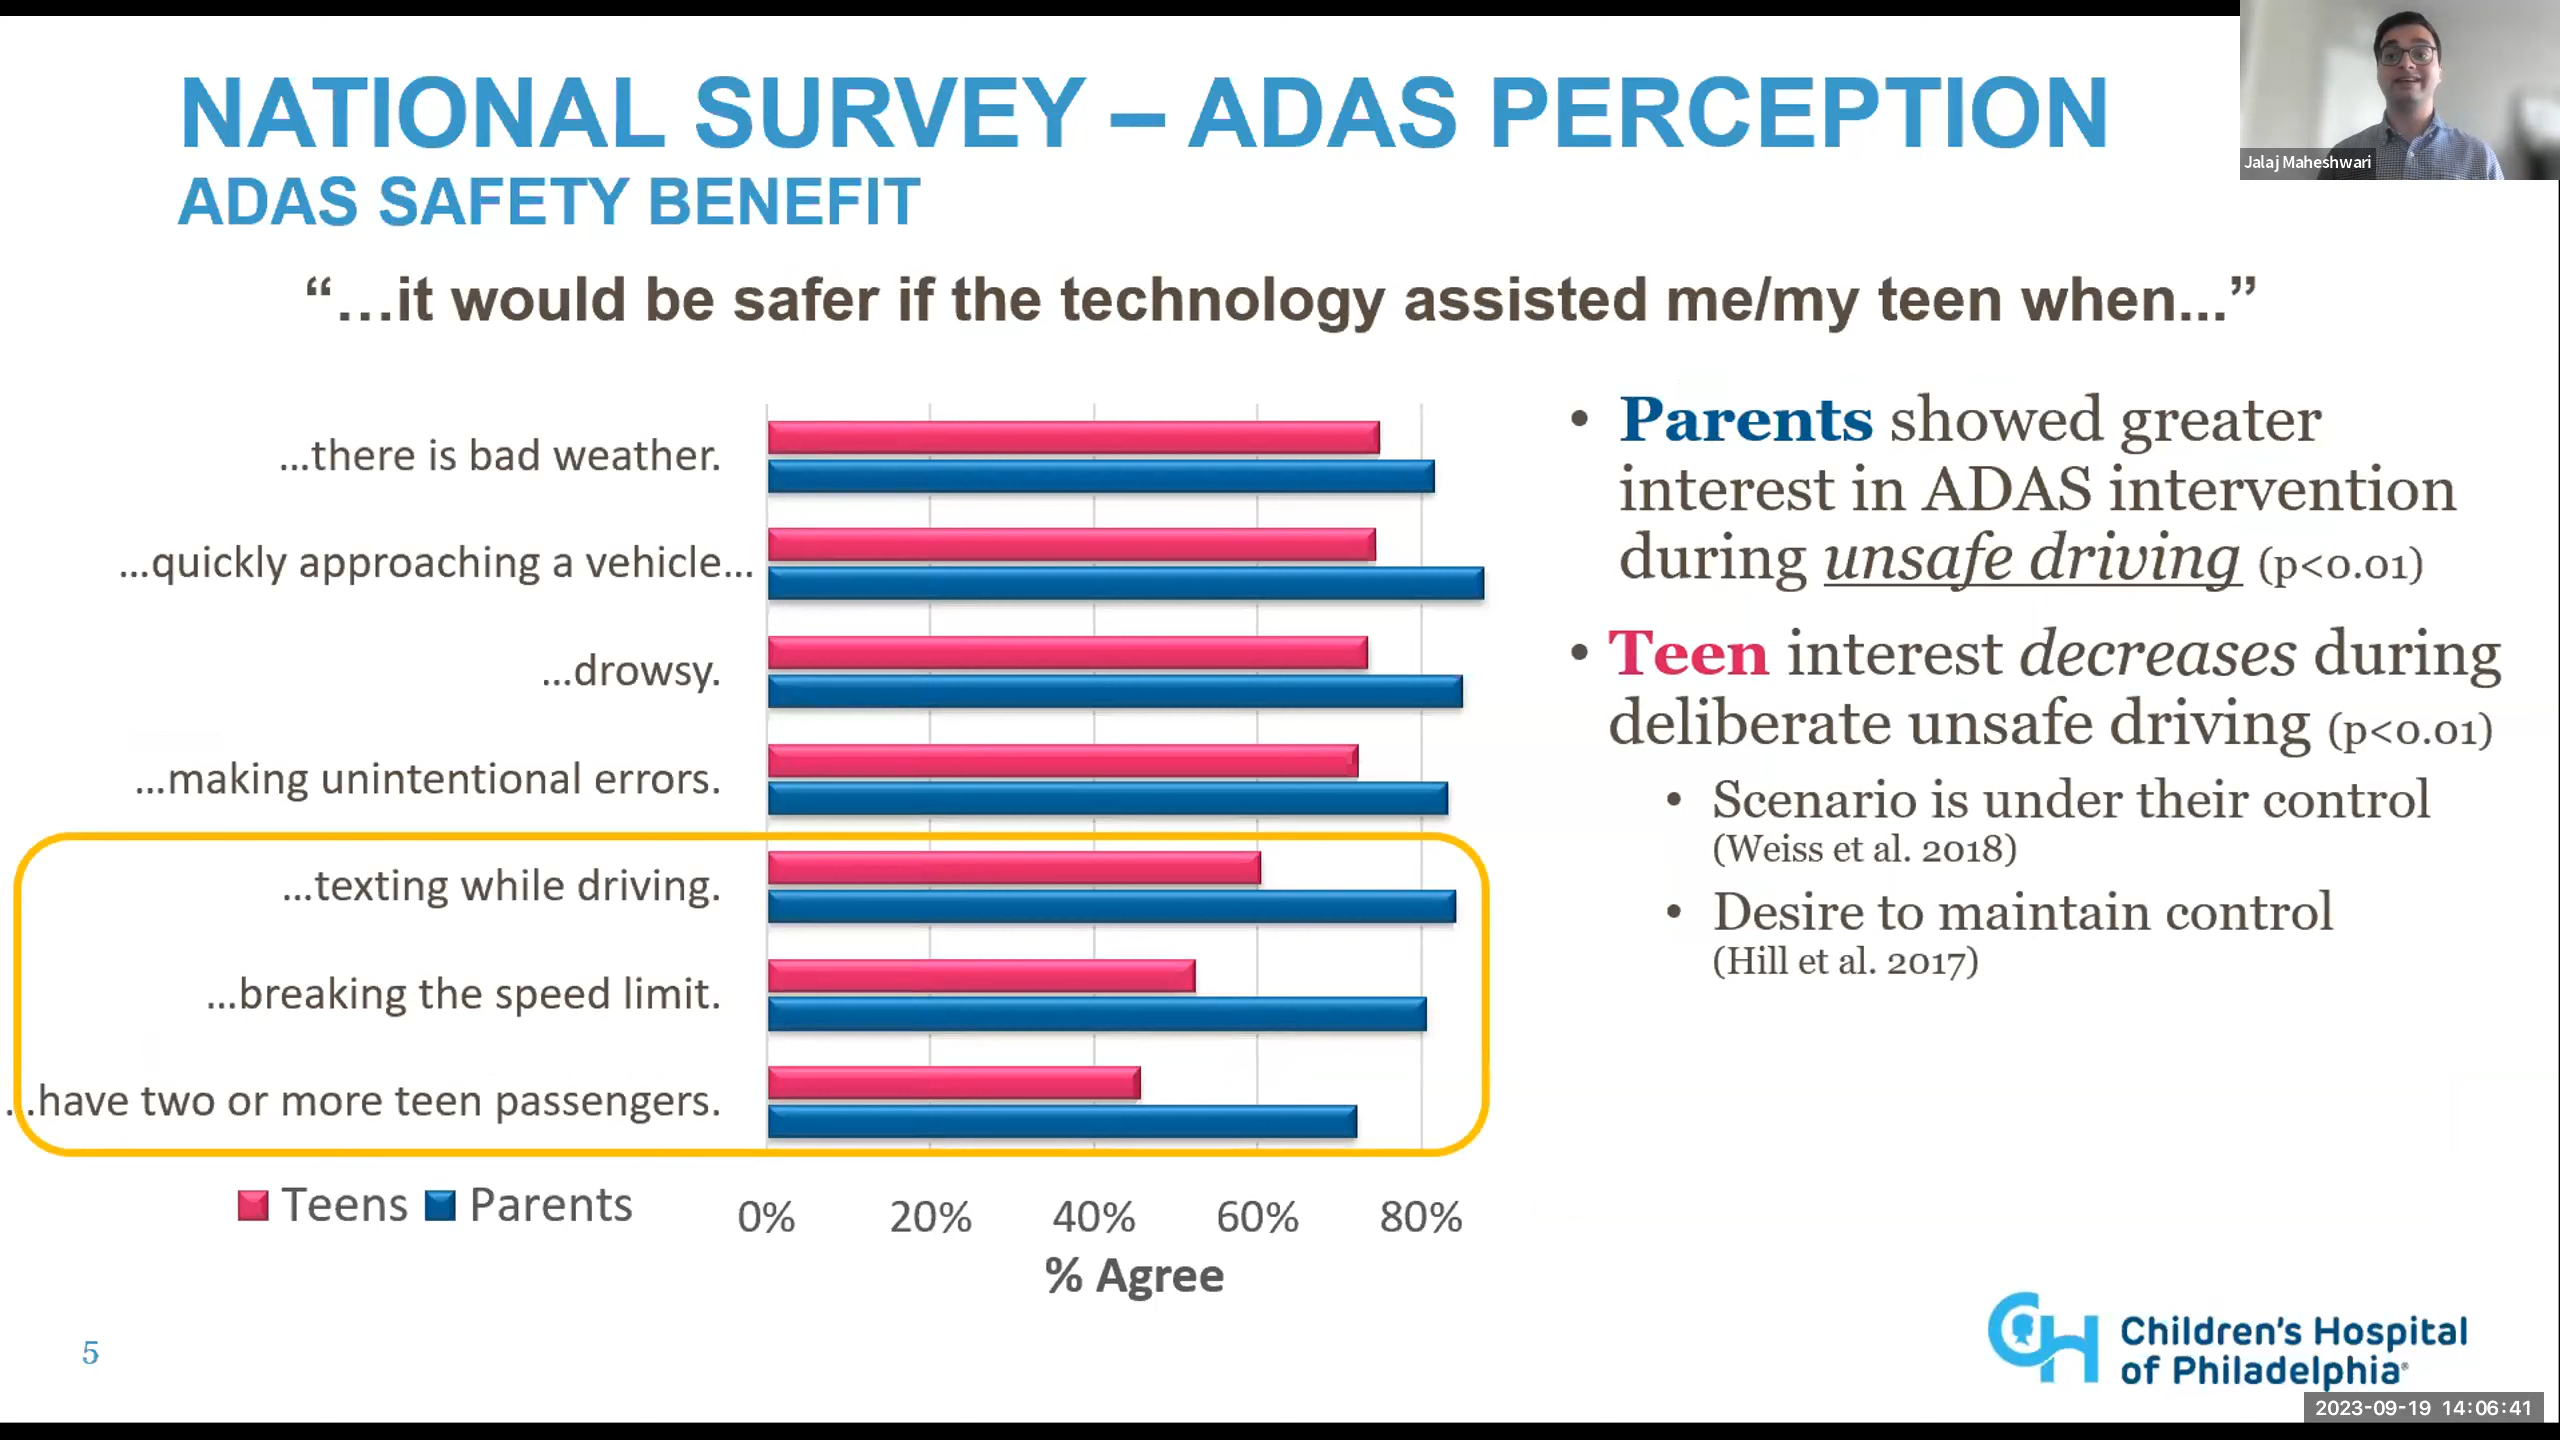 NATIONAL SURVEY – ADAS PERCEPTION
ADAS SAFETY BENEFIT
Jalaj Maheshwari
“...it would be safer if the technology assisted me/my teen when...”
...there is bad weather.
...quickly approaching a vehicle...
...drowsy.
...making unintentional errors.
...texting while driving.
...breaking the speed limit.
...have two or more teen passengers.
Teens Parents
0% 20% 40% 60% 80%
% Agree
• Parents showed greater
interest in ADAS intervention
during unsafe driving (p<0.01)
• Teen interest decreases during
deliberate unsafe driving (p<0.01)
• Scenario is under their control
(Weiss et al. 2018)
• Desire to maintain control
(Hill et al. 2017)
5
CH Children's Hospital
of Philadelphia®
2023-09-19 14:06:41